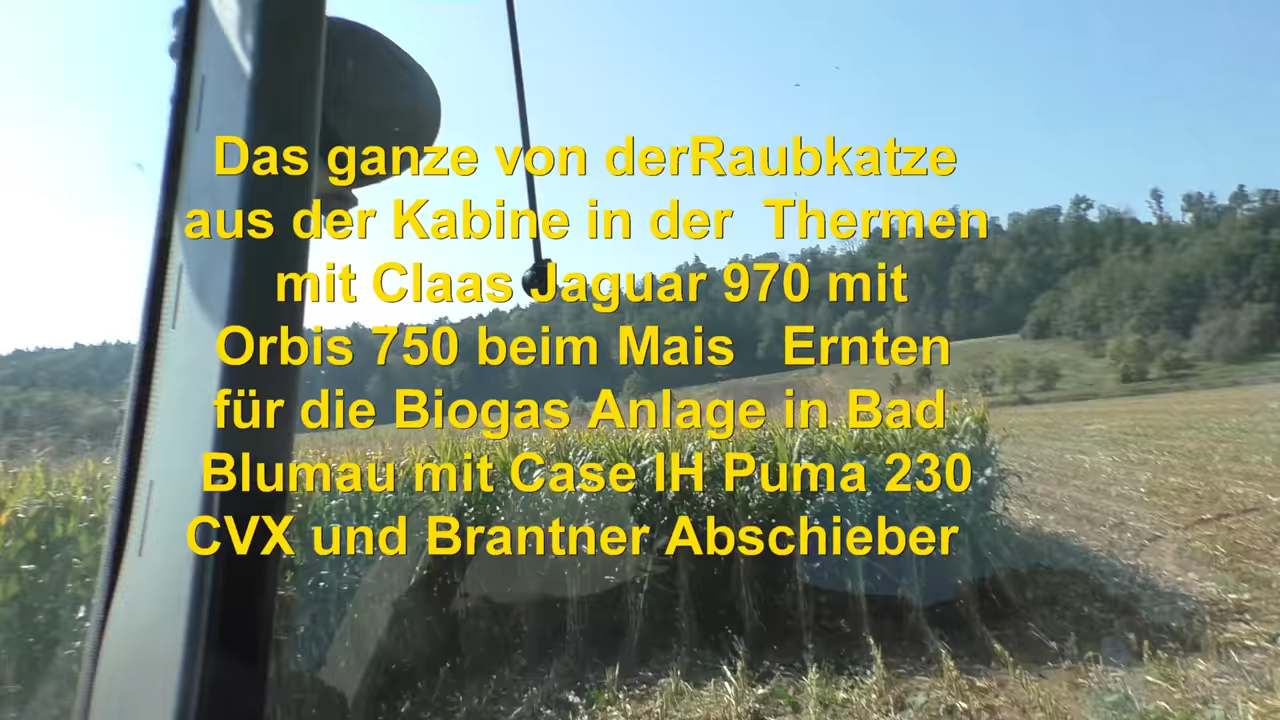 Das ganze von derRaubkatze
aus der Kabine in der Thermen
mit Claas Jaguar 970 mit
Orbis 750 beim Mais Ernten
für die Biogas Anlage in Bad
Blumau mit Case IH Puma 230
CVX und Brantner Abschieber